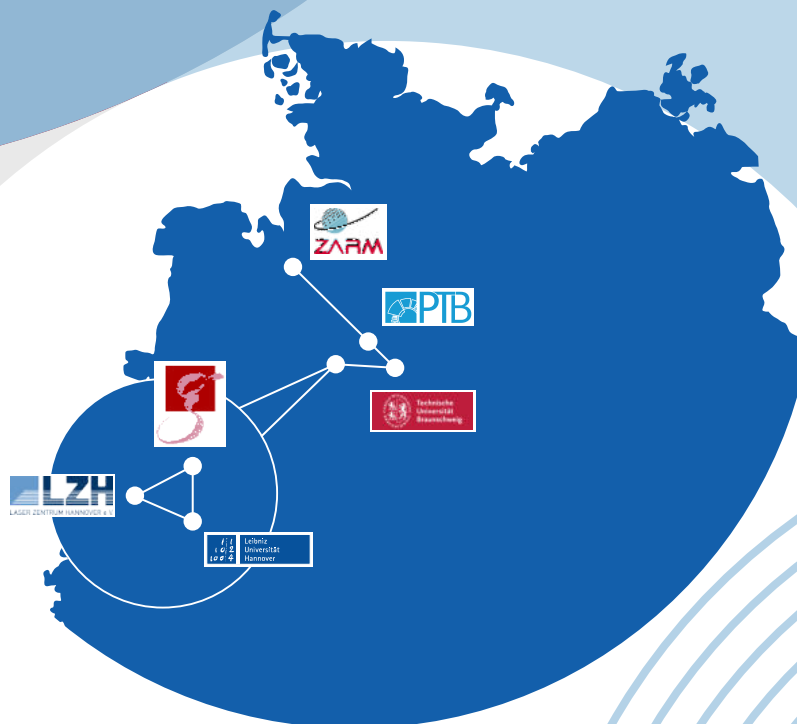 ZARM
PTB
Technische
Universität
Braunschweig
LZH
LASER ZENTRUM HANNOVER e.V.
Leibniz
Universität
Hannover